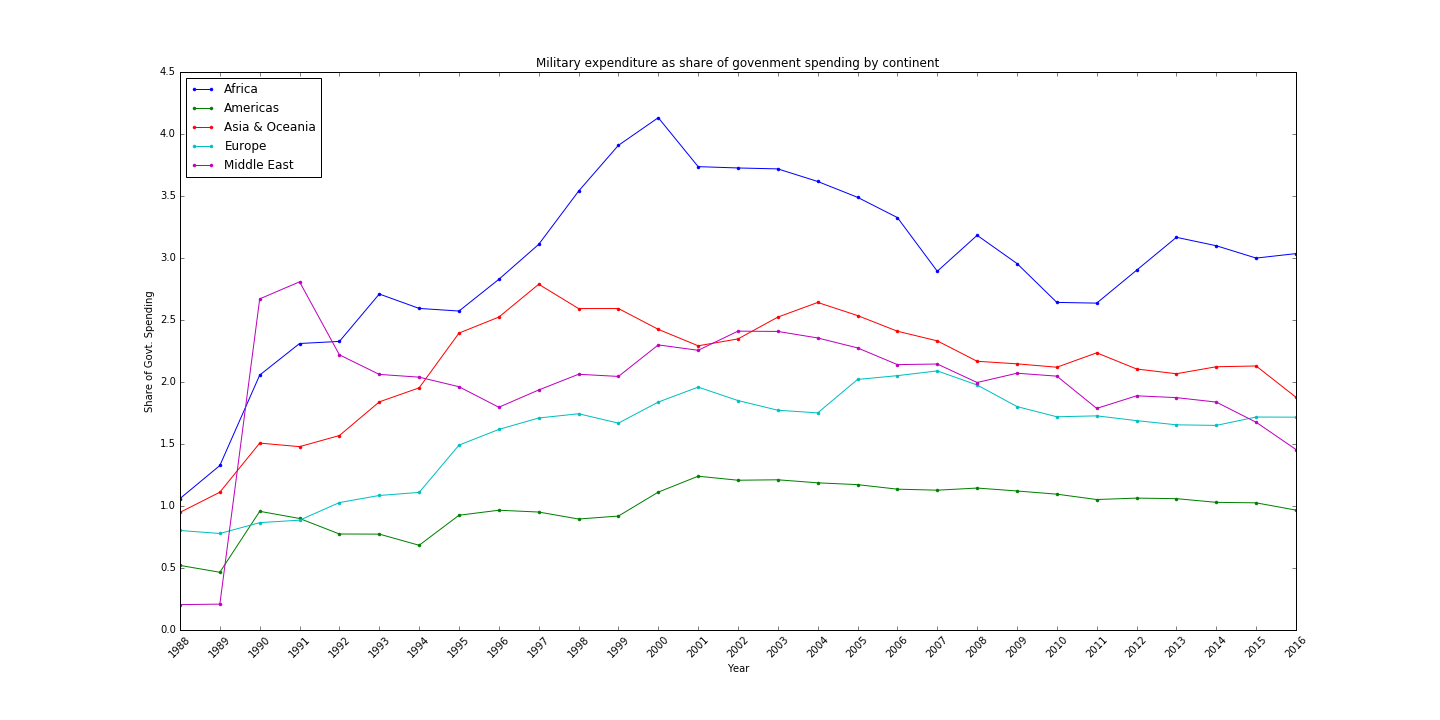 Military expenditure as share of govenment spending by continent
4.5
4.0
3.5
3.0
2.5
2.0
1.5
1.0
0.5
0.0
Share of Govt. Spending
Africa
Americas
Asia & Oceania
Europe
Middle East
1988 1989 1990 1991 1992 1993 1994 1995 1996 1997 1998 1999 2000 2001 2002 2003 2004 2005 2006 2007 2008 2009 2010 2011 2012 2013 2014 2015 2016
Year